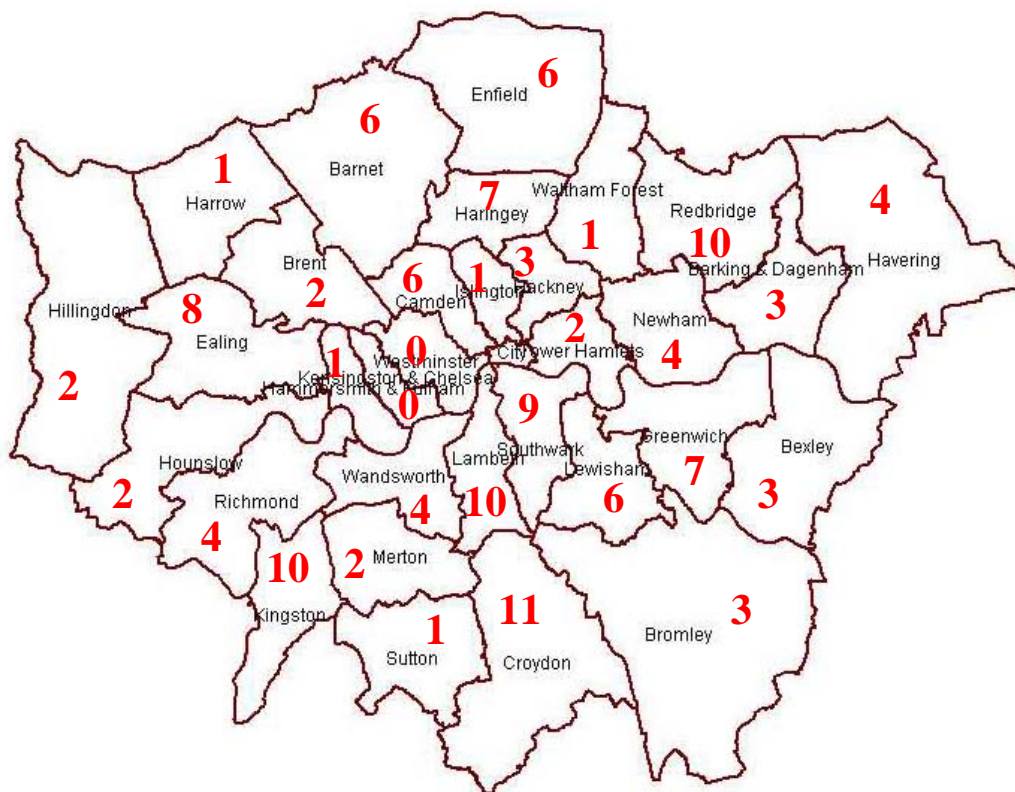 6
Enfield
6
Barnet
1
Harrow
7
Haringey
Waltham Forest
1
Redbridge
10
4
Havering
Barking & Dagenham
3
Brent
2
6
Camden
1
Islington
3
Hackney
Hillingdon
2
8
Ealing
2
Tower Hamlets
Newham
4
City
0
Westminster
1
Kensington & Chelsea
Hammersmith & Fulham
0
9
Southwark
Greenwich
7
Bexley
3
Hounslow
2
Richmond
4
Wandsworth
4
Lambeth
10
Lewisham
6
10
Kingston
2
Merton
1
Sutton
11
Croydon
3
Bromley